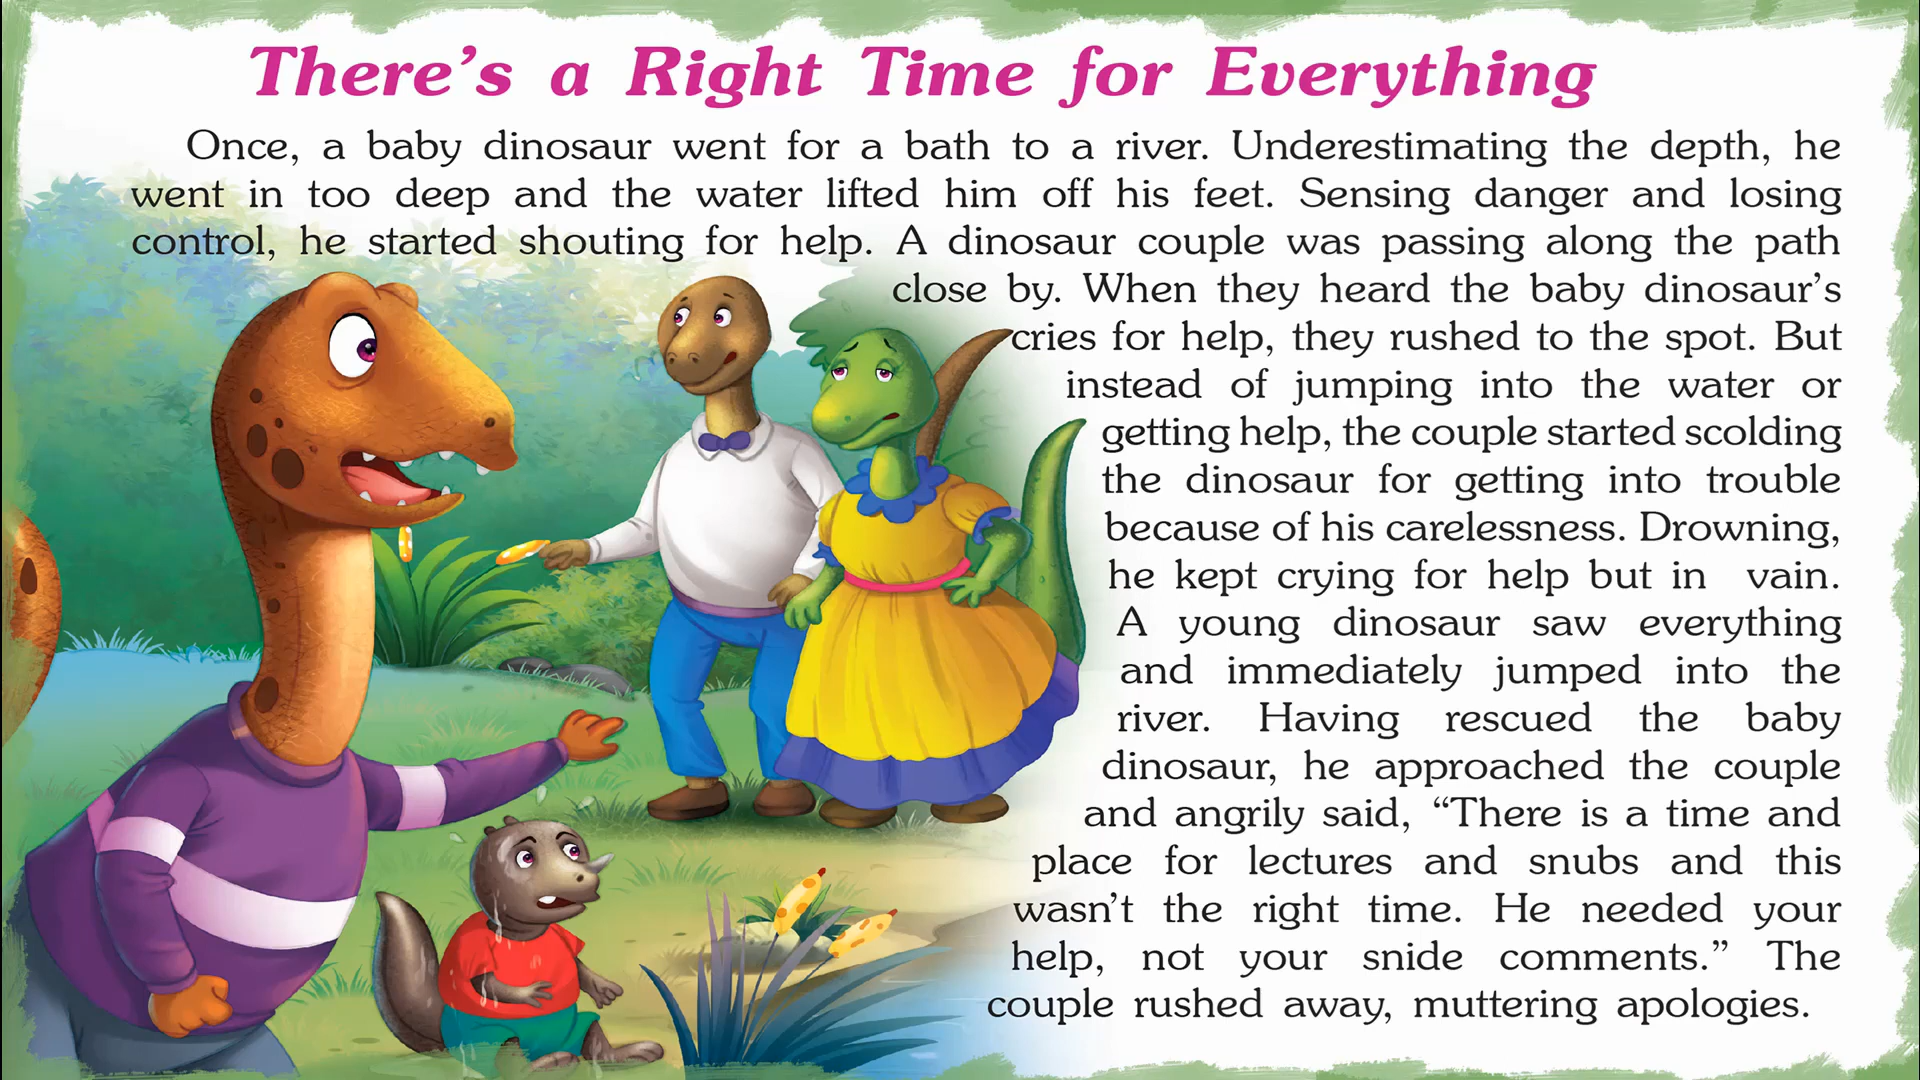 There's a Right Time for Everything
Once, a baby dinosaur went for a bath to a river. Underestimating the depth, he
went in too deep and the water lifted him off his feet. Sensing danger and losing
control, he started shouting for help. A dinosaur couple was passing along the path
close by. When they heard the baby dinosaur's
cries for help, they rushed to the spot. But
instead of jumping into the water or
getting help, the couple started scolding
the dinosaur for getting into trouble
because of his carelessness. Drowning,
he kept crying for help but in vain.
A young dinosaur saw everything
and immediately jumped into the
river. Having rescued the baby
dinosaur, he approached the couple
and angrily said, “There is a time and
place for lectures and snubs and this
wasn't the right time. He needed your
help, not your snide comments.” The
couple rushed away, muttering apologies.